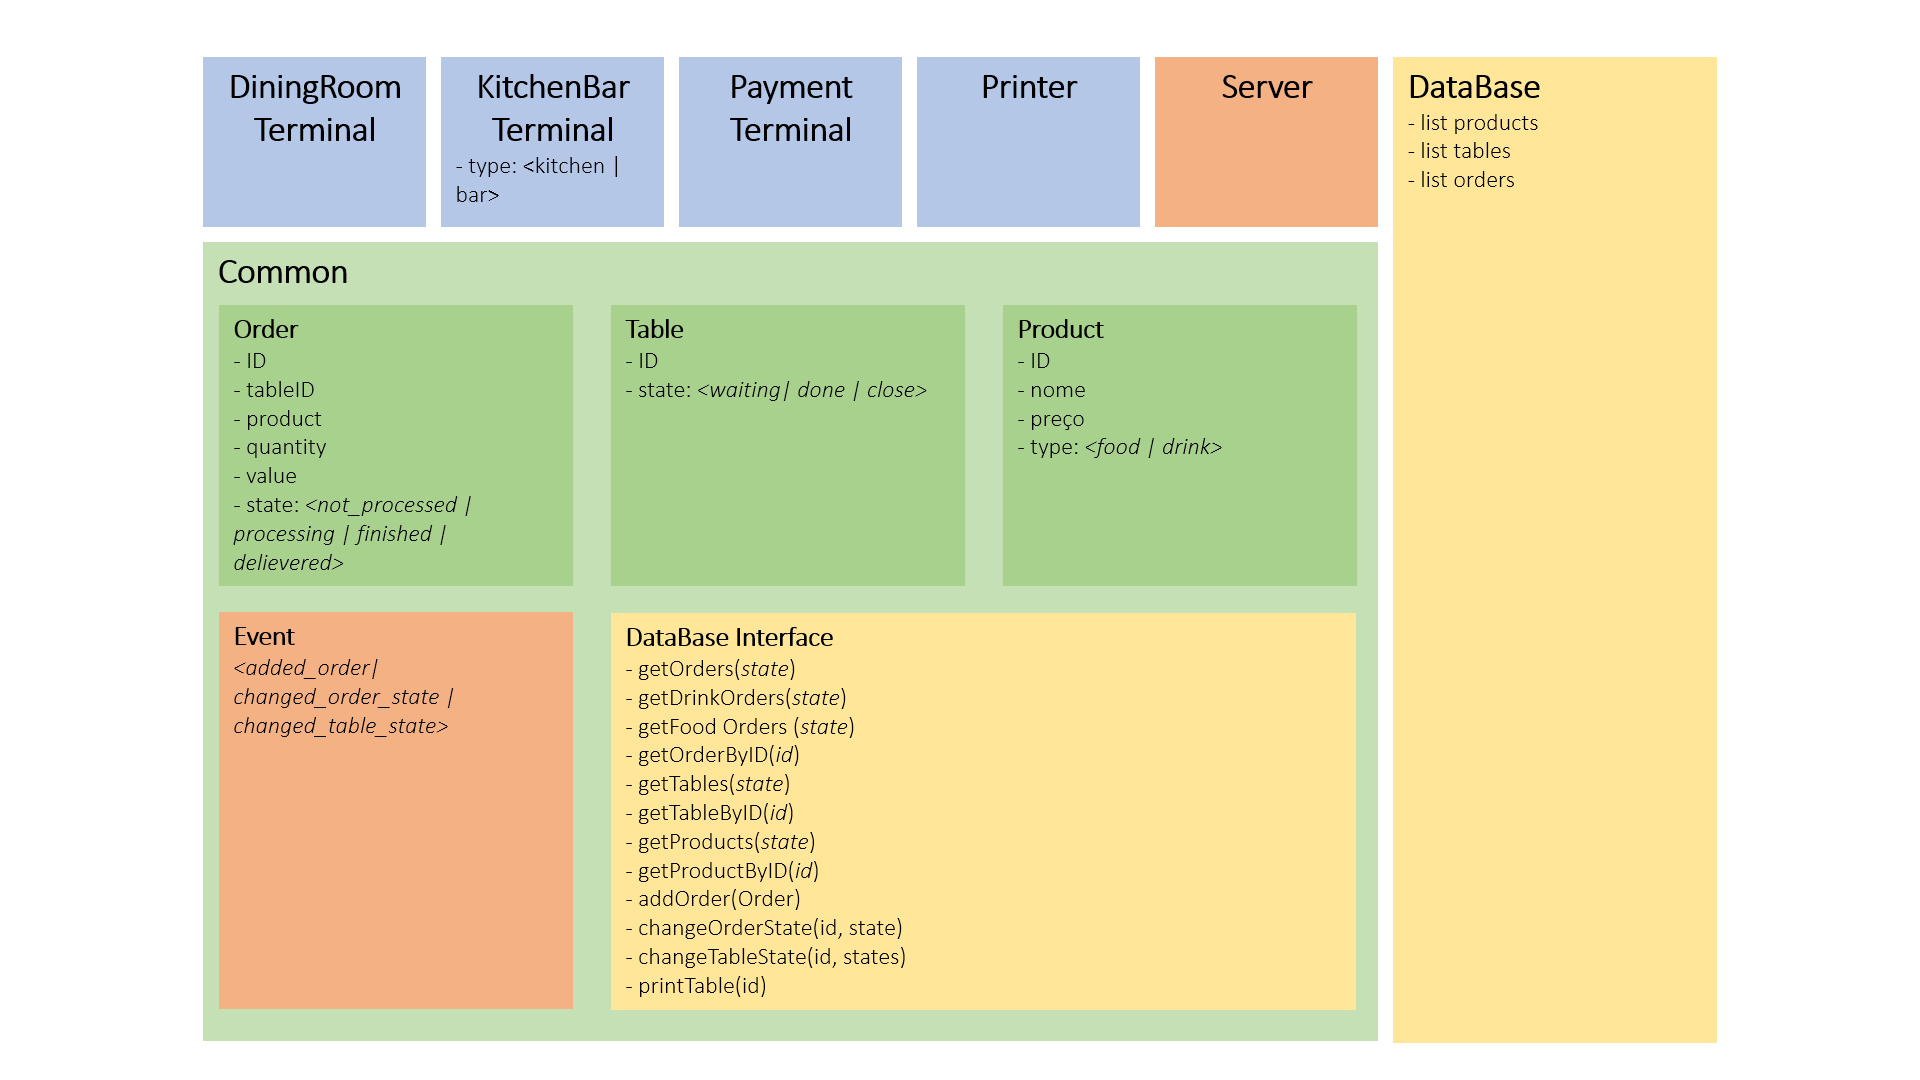 DiningRoom
Terminal
KitchenBar
Terminal
- type: <kitchen |
bar>
Payment
Terminal
Printer
Server
DataBase
- list products
- list tables
- list orders
Common
Order
- ID
- tableID
- product
- quantity
- value
- state: <not_processed |
processing | finished |
delievered>
Table
- ID
- state: <waiting| done | close>
Product
- ID
- nome
- preço
- type: <food | drink>
Event
<added_order|
changed_order_state |
changed_table_state>
DataBase Interface
- getOrders(state)
- getDrinkOrders(state)
- getFood Orders (state)
- getOrderByID(id)
- getTables(state)
- getTableByID(id)
- getProducts(state)
- getProductByID(id)
- addOrder(Order)
- changeOrderState(id, state)
- changeTableState(id, states)
- printTable(id)